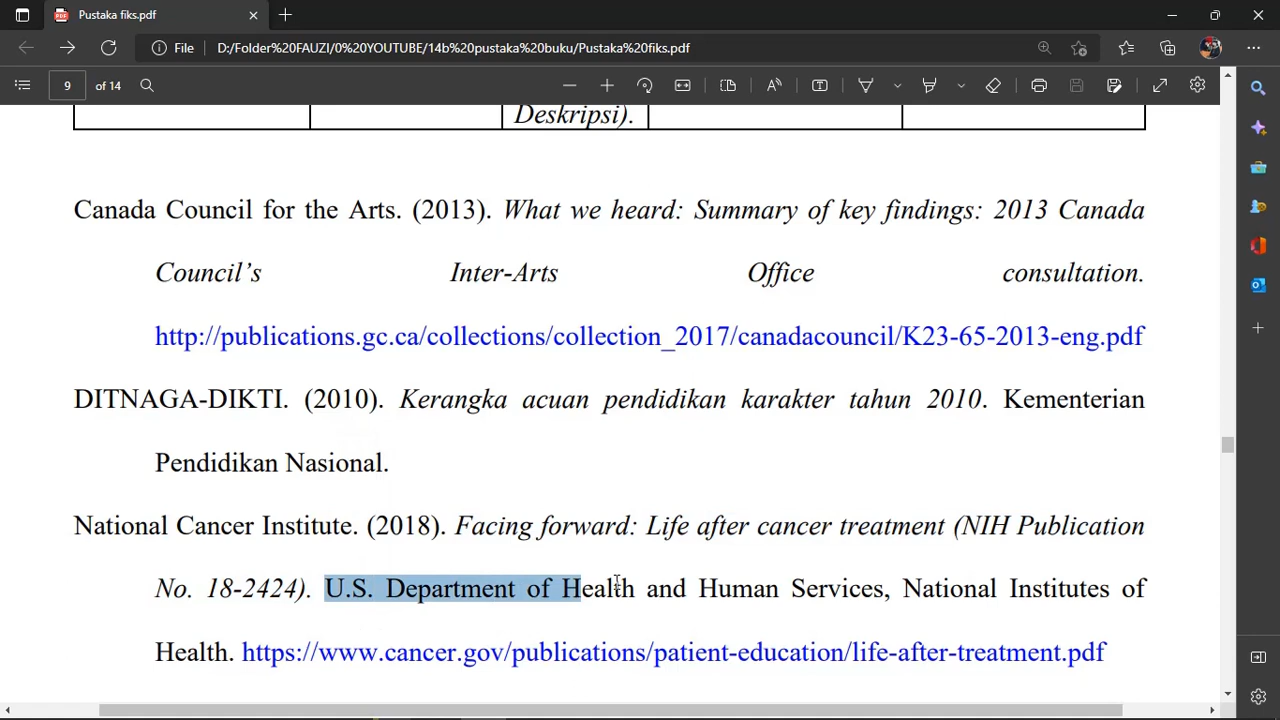 Pustaka fiks.pdf
File
D:/Folder%20FAUZI/0%20YOUTUBE/14b%20pustaka%20buku/Pustaka%20fiks.pdf
9 of 14
Deskripsi).
Canada Council for the Arts. (2013). What we heard: Summary of key findings: 2013 Canada
Council’s Inter-Arts Office consultation.
http://publications.gc.ca/collections/collection_2017/canadacouncil/K23-65-2013-eng.pdf
DITNAGA-DIKTI. (2010). Kerangka acuan pendidikan karakter tahun 2010. Kementerian
Pendidikan Nasional.
National Cancer Institute. (2018). Facing forward: Life after cancer treatment (NIH Publication
No. 18-2424). U.S. Department of Health and Human Services, National Institutes of
Health. https://www.cancer.gov/publications/patient-education/life-after-treatment.pdf